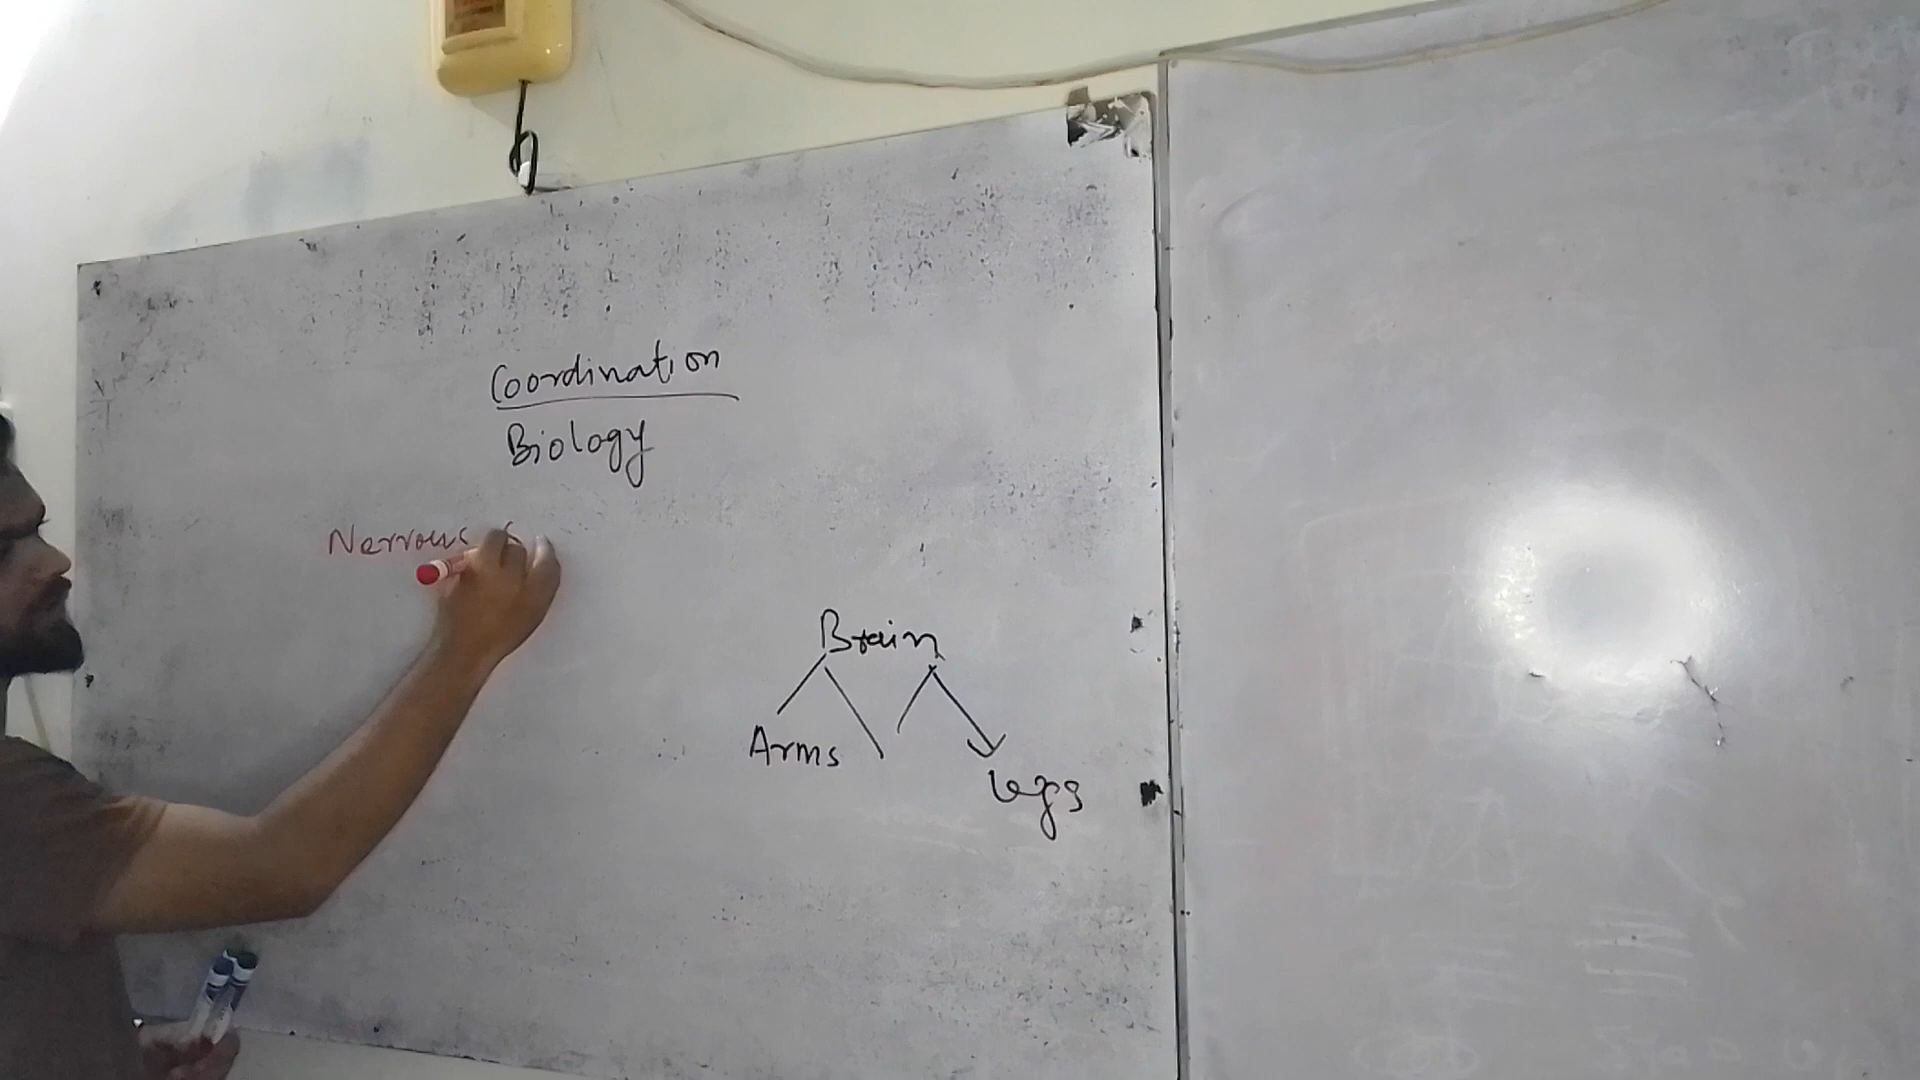 Coordination
Biology
Nervous
Brain
Arms
legs